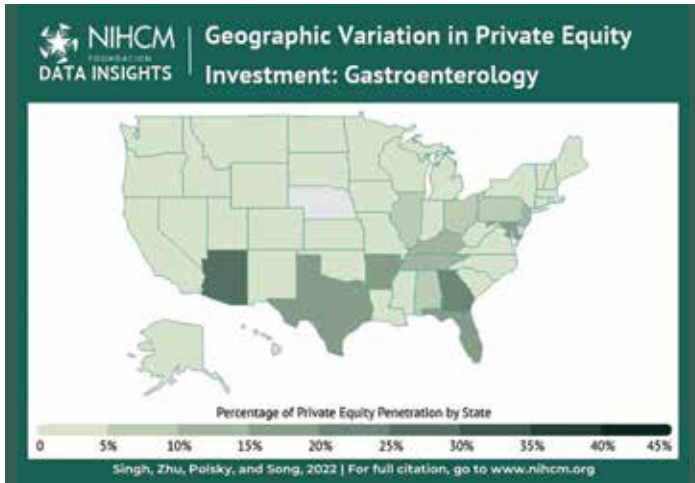 NIHCM
FOUNDATION
DATA INSIGHTS
Geographic Variation in Private Equity
Investment: Gastroenterology
Percentage of Private Equity Penetration by State
0 5% 10% 15% 20% 25% 30% 35% 40% 45%
Singh, Zhu, Polsky, and Song, 2022 | For full citation, go to www.nihcm.org